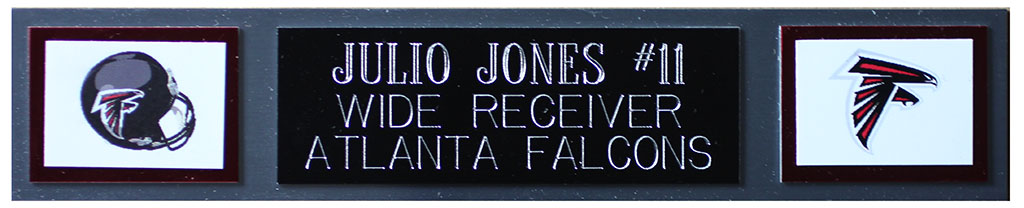 JULIO JONES #11
WIDE RECEIVER
ATLANTA FALCONS